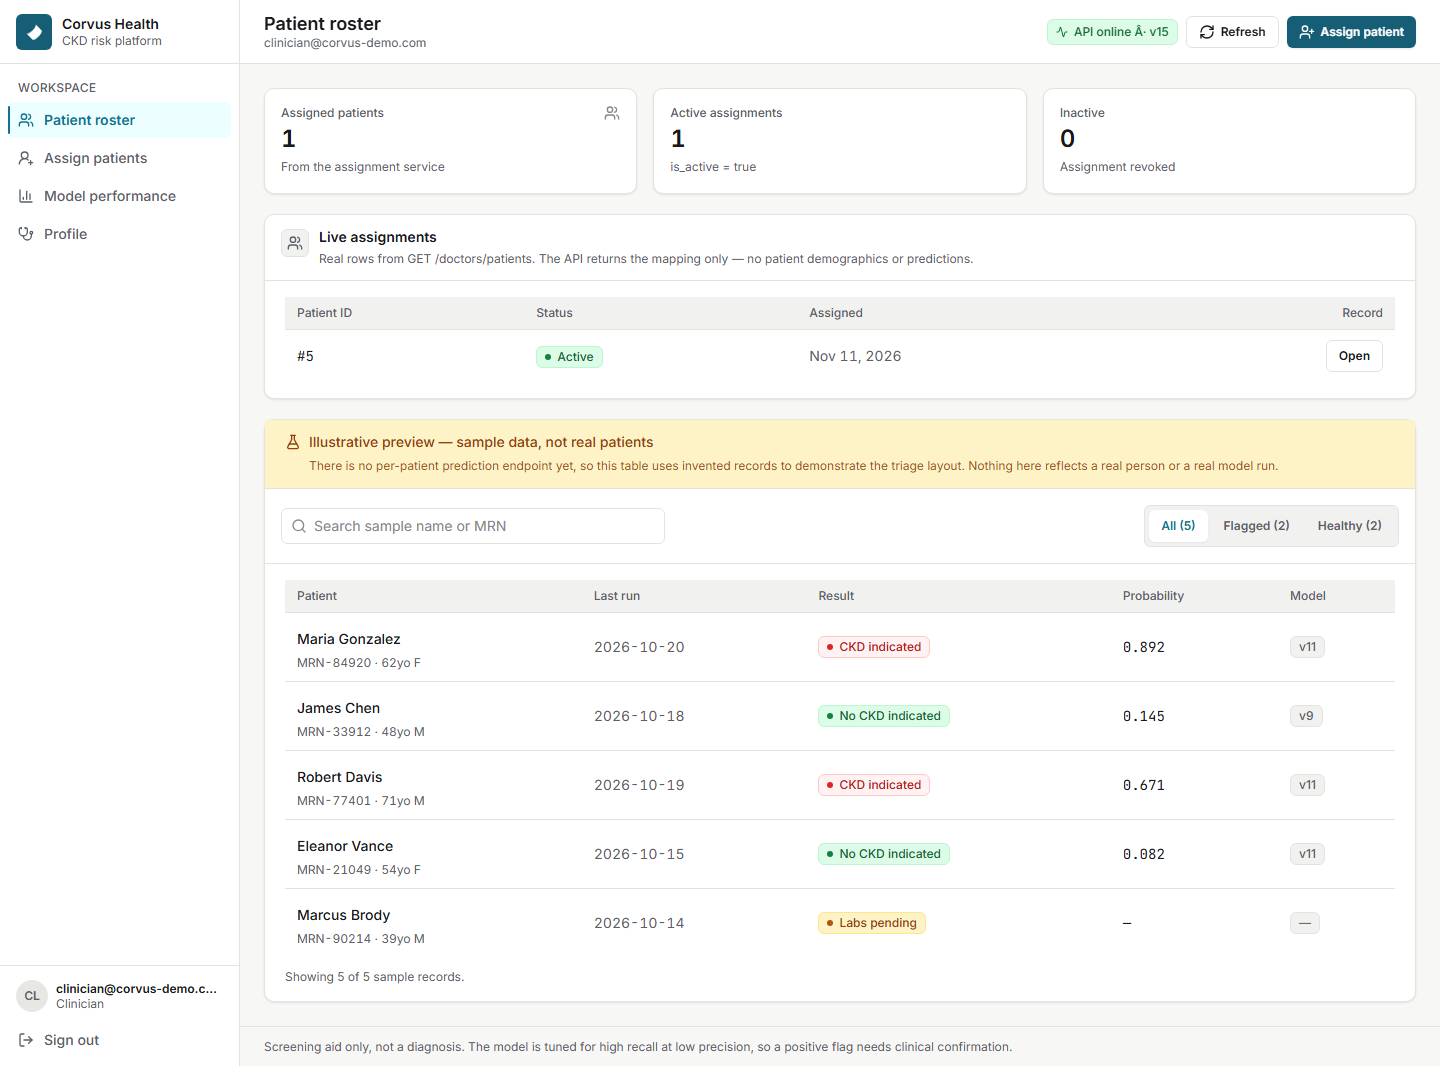 Corvus Health
CKD risk platform
WORKSPACE
Patient roster
Assign patients
Model performance
Profile
CL
clinician@corvus-demo.c...
Clinician
Sign out
Patient roster
clinician@corvus-demo.com
API online Â· v15
Refresh
Assign patient
Assigned patients
1
From the assignment service
Active assignments
1
is_active = true
Inactive
0
Assignment revoked
Live assignments
Real rows from GET /doctors/patients. The API returns the mapping only — no patient demographics or predictions.
Patient ID Status Assigned Record
#5 Active Nov 11, 2026 Open
Illustrative preview — sample data, not real patients
There is no per-patient prediction endpoint yet, so this table uses invented records to demonstrate the triage layout. Nothing here reflects a real person or a real model run.
Search sample name or MRN
All (5) Flagged (2) Healthy (2)
Patient Last run Result Probability Model
Maria Gonzalez
MRN-84920 · 62yo F
2026-10-20 CKD indicated 0.892 v11
James Chen
MRN-33912 · 48yo M
2026-10-18 No CKD indicated 0.145 v9
Robert Davis
MRN-77401 · 71yo M
2026-10-19 CKD indicated 0.671 v11
Eleanor Vance
MRN-21049 · 54yo F
2026-10-15 No CKD indicated 0.082 v11
Marcus Brody
MRN-90214 · 39yo M
2026-10-14 Labs pending — —
Showing 5 of 5 sample records.
Screening aid only, not a diagnosis. The model is tuned for high recall at low precision, so a positive flag needs clinical confirmation.